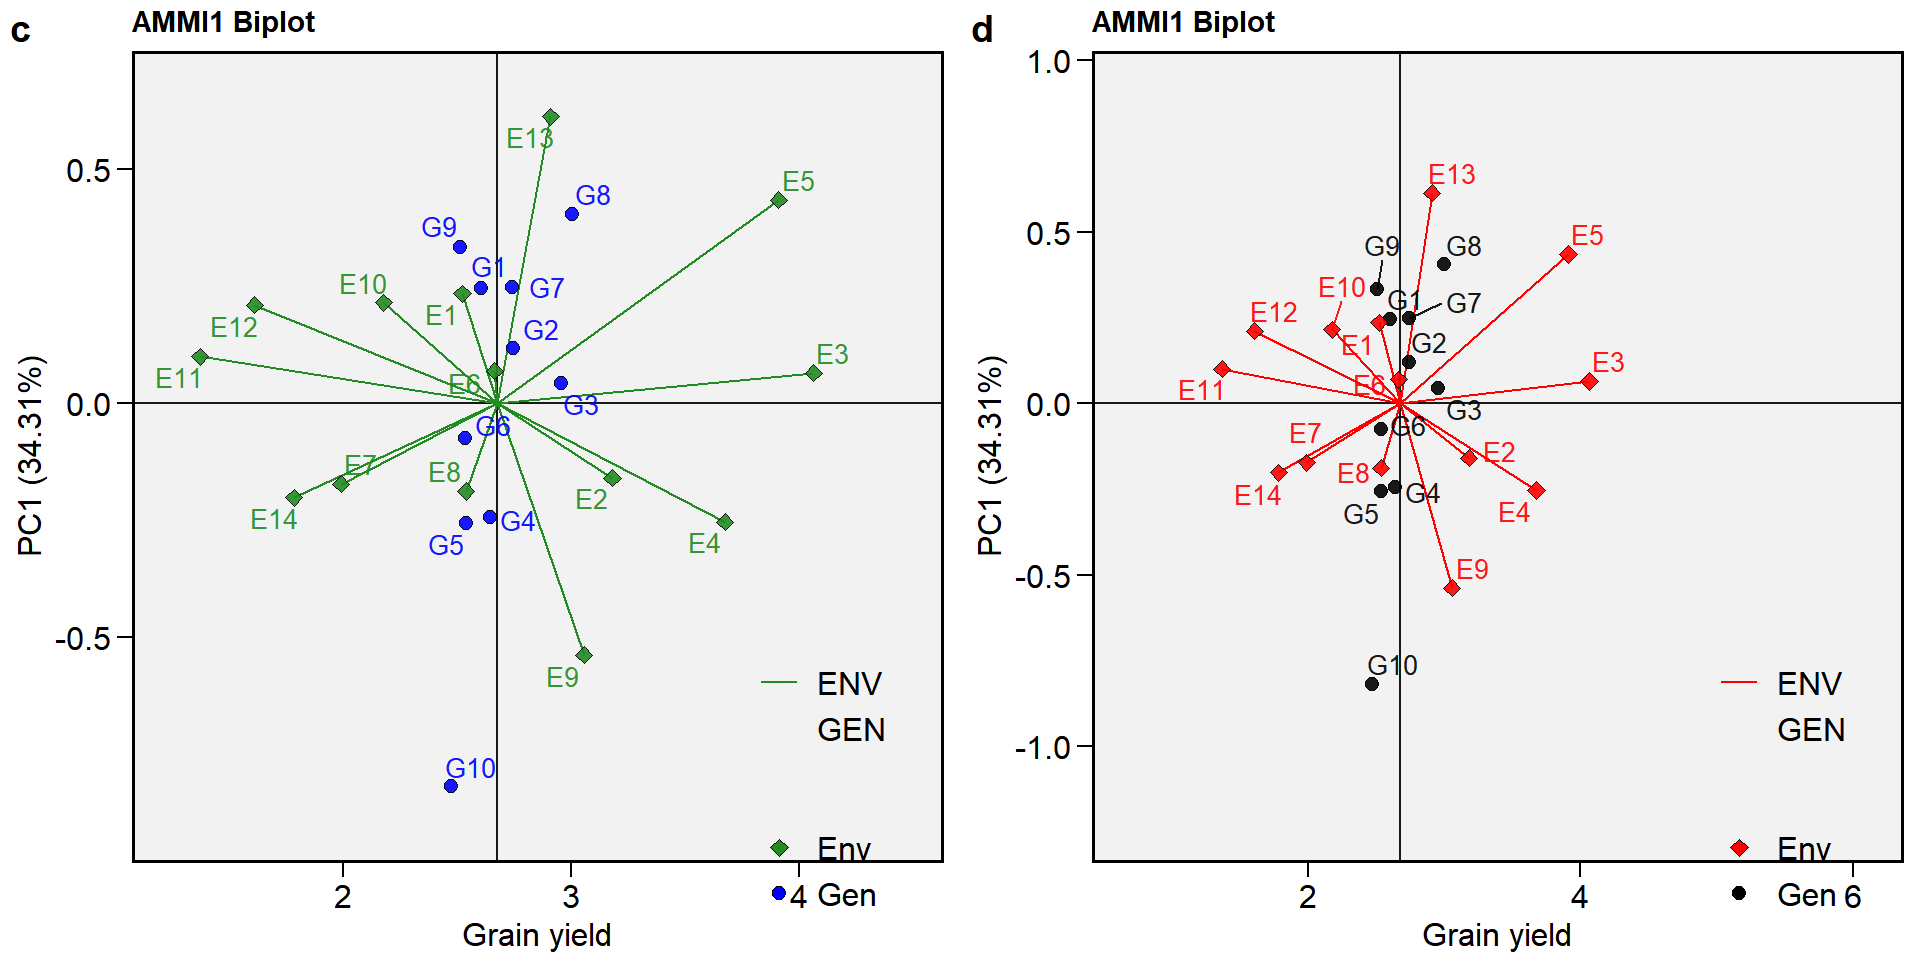 c
AMMI1 Biplot
E13
E5
G8
G9
G1
G7
E10
E1
E12
G2
E3
E11
E6
G3
G6
E7
E8
E2
E14
G4
G5
E4
E9
G10
0.5
0.0
-0.5
PC1 (34.31%)
ENV
GEN
Env
Gen
2
3
4
Grain yield
d
AMMI1 Biplot
E13
E5
G9
G8
E10
G1
G7
E12
E1
G2
E3
E11
E6
G3
G6
E7
E2
E8
E14
G4
G5
E4
E9
G10
1.0
0.5
0.0
-0.5
-1.0
PC1 (34.31%)
ENV
GEN
Env
Gen
2
4
6
Grain yield